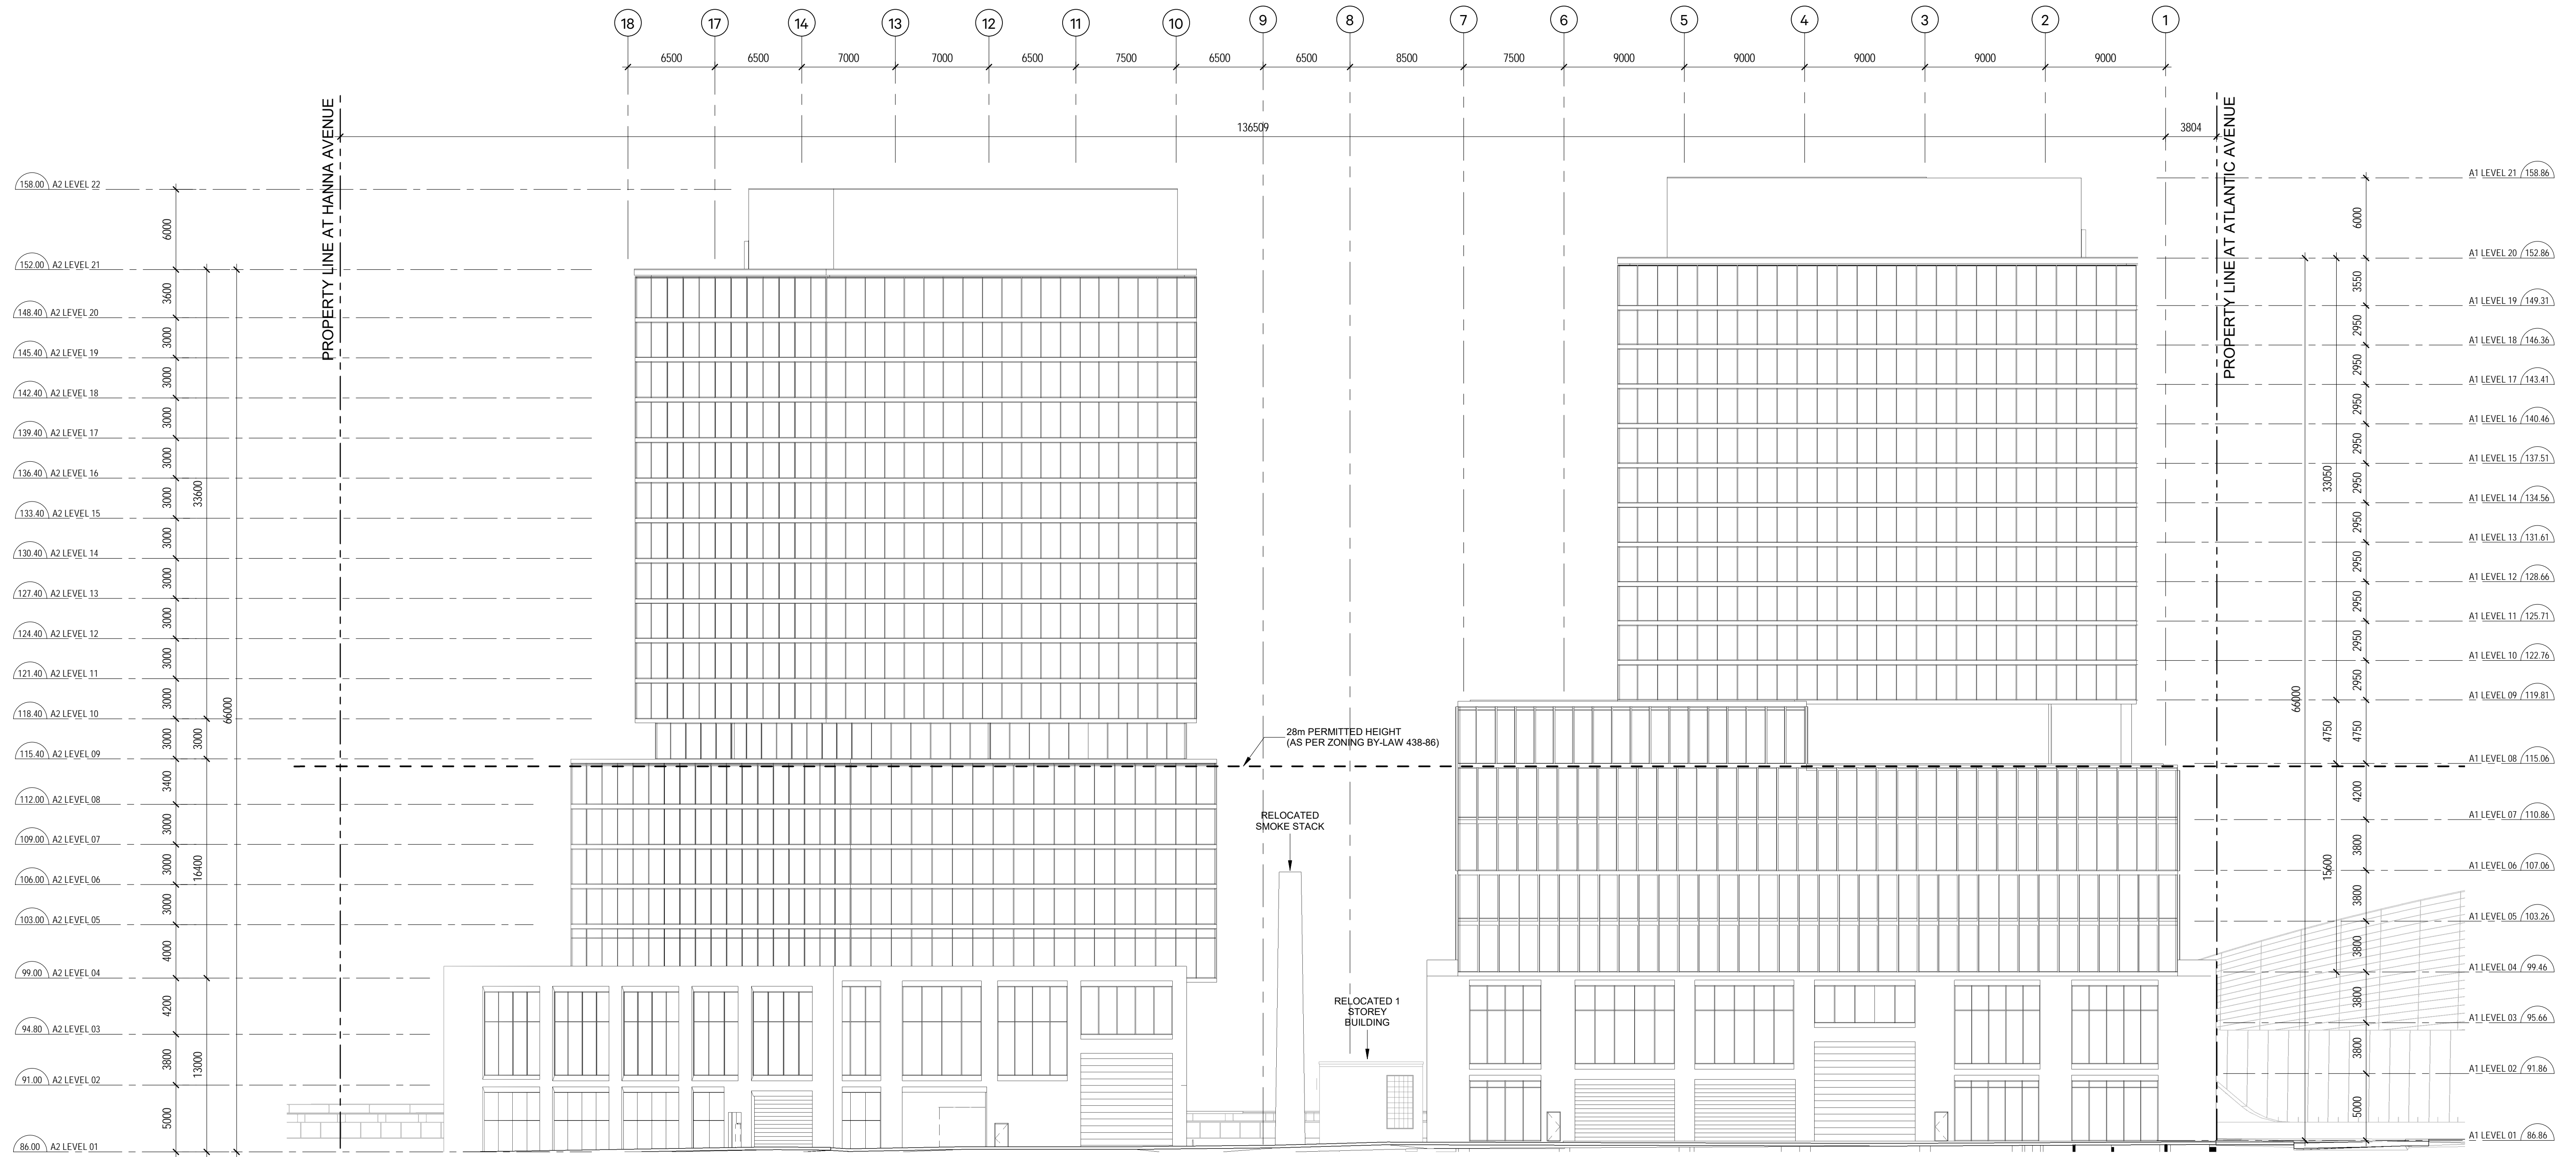 18 17 14 13 12 11 10 9 8 7 6 5 4 3 2 1
6500 6500 7000 7000 6500 7500 6500 6500 8500 7500 9000 9000 9000 9000 9000
136509 3804
PROPERTY LINE AT HANNA AVENUE
PROPERTY LINE AT ATLANTIC AVENUE
158.00 A2 LEVEL 22
152.00 A2 LEVEL 21
148.40 A2 LEVEL 20
145.40 A2 LEVEL 19
142.40 A2 LEVEL 18
139.40 A2 LEVEL 17
136.40 A2 LEVEL 16
133.40 A2 LEVEL 15
130.40 A2 LEVEL 14
127.40 A2 LEVEL 13
124.40 A2 LEVEL 12
121.40 A2 LEVEL 11
118.40 A2 LEVEL 10
115.40 A2 LEVEL 09
112.00 A2 LEVEL 08
109.00 A2 LEVEL 07
106.00 A2 LEVEL 06
103.00 A2 LEVEL 05
99.00 A2 LEVEL 04
94.80 A2 LEVEL 03
91.00 A2 LEVEL 02
86.00 A2 LEVEL 01
6000
3600
3000
3000
3000
3000
3000
3000
3000
3000
3000
3000
3000
3400
3000
3000
3000
4000
4200
3800
5000
33600
3000
16400
13000
66000
28m PERMITTED HEIGHT
(AS PER ZONING BY-LAW 438-86)
RELOCATED
SMOKE STACK
RELOCATED 1
STOREY
BUILDING
66000
33050
4750
15600
6000
3550
2950
2950
2950
2950
2950
2950
2950
2950
2950
2950
4750
4200
3800
3800
3800
3800
3800
5000
A1 LEVEL 21 158.86
A1 LEVEL 20 152.86
A1 LEVEL 19 149.31
A1 LEVEL 18 146.36
A1 LEVEL 17 143.41
A1 LEVEL 16 140.46
A1 LEVEL 15 137.51
A1 LEVEL 14 134.56
A1 LEVEL 13 131.61
A1 LEVEL 12 128.66
A1 LEVEL 11 125.71
A1 LEVEL 10 122.76
A1 LEVEL 09 119.81
A1 LEVEL 08 115.06
A1 LEVEL 07 110.86
A1 LEVEL 06 107.06
A1 LEVEL 05 103.26
A1 LEVEL 04 99.46
A1 LEVEL 03 95.66
A1 LEVEL 02 91.86
A1 LEVEL 01 86.86